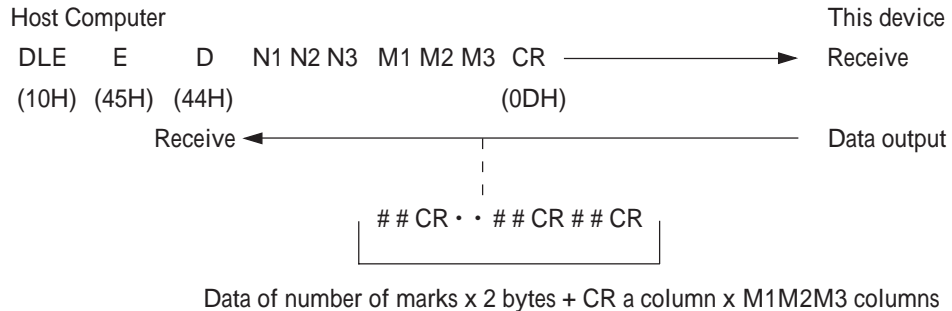 Host Computer This device
DLE E D N1 N2 N3 M1 M2 M3 CR Receive
(10H) (45H) (44H) (0DH)
Receive Data output
# # CR・・# # CR # # CR
Data of number of marks x 2 bytes + CR a column x M1M2M3 columns